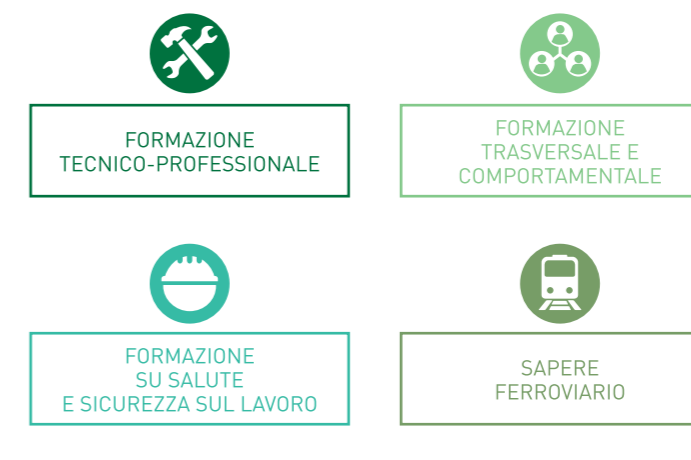 FORMAZIONE
TECNICO-PROFESSIONALE
FORMAZIONE
TRASVERSALE E
COMPORTAMENTALE
FORMAZIONE
SU SALUTE
E SICUREZZA SUL LAVORO
SAPERE
FERROVIARIO